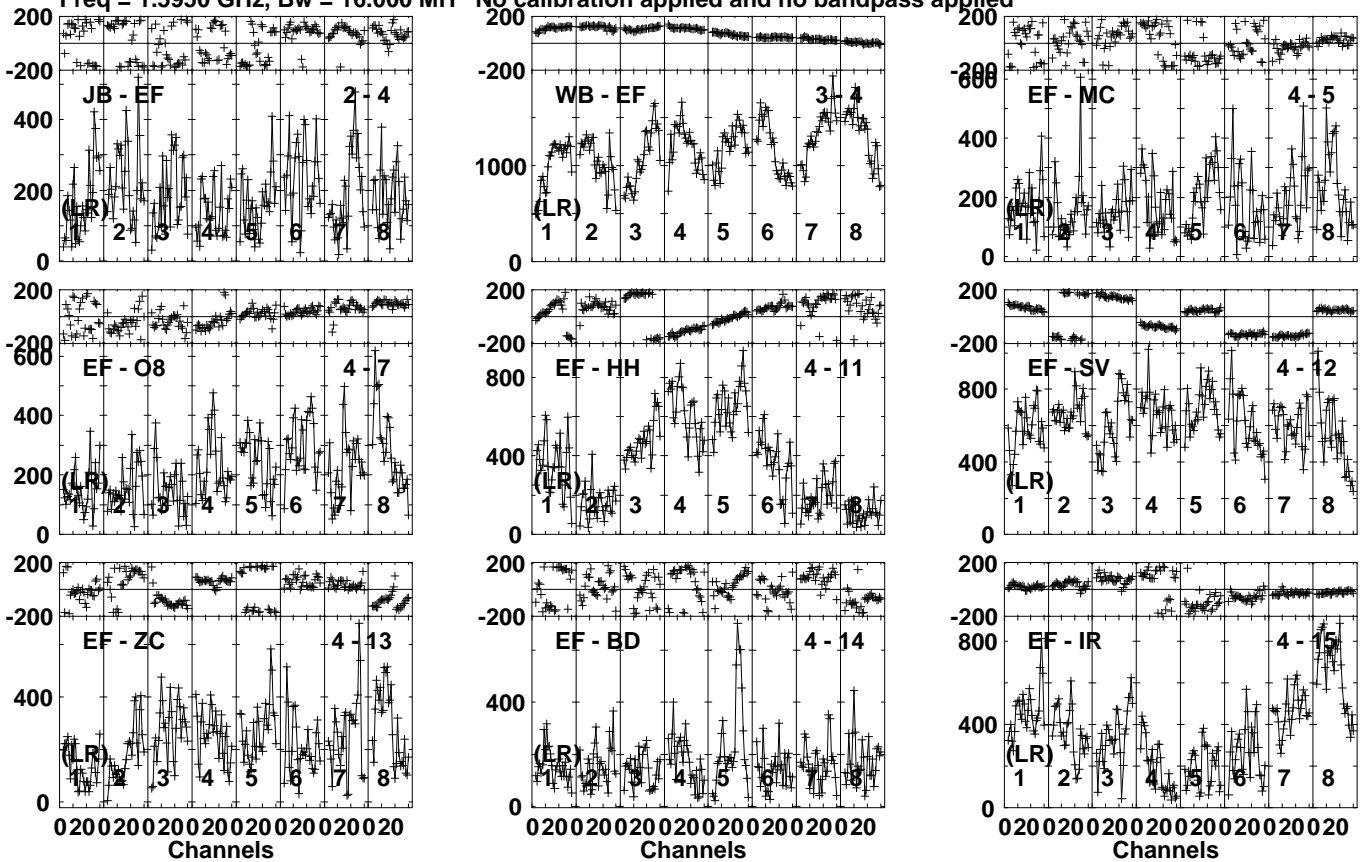 Freq = 1.5950 GHz, Bw = 16.000 MH No calibration applied and no bandpass applied
200
-200
JB - EF 2 - 4
400
200
0
(LR)
1 2 3 4 5 6 7 8
200
-200
WB - EF 3 - 4
1000
0
(LR)
1 2 3 4 5 6 7 8
200
-200
600
EF - MC 4 - 5
400
200
0
(LR)
1 2 3 4 5 6 7 8
200
-200
600
EF - O8 4 - 7
400
200
0
(LR)
1 2 3 4 5 6 7 8
200
-200
EF - HH 4 - 11
800
400
0
(LR)
1 2 3 4 5 6 7 8
200
-200
EF - SV 4 - 12
800
400
0
(LR)
1 2 3 4 5 6 7 8
200
-200
EF - ZC 4 - 13
400
0
(LR)
1 2 3 4 5 6 7 8
0 20 0 20 0 20 0 20 0 20 0 20 0 20 0 20
Channels
200
-200
EF - BD 4 - 14
400
0
(LR)
1 2 3 4 5 6 7 8
0 20 0 20 0 20 0 20 0 20 0 20 0 20 0 20
Channels
200
-200
EF - IR 4 - 15
800
400
0
(LR)
1 2 3 4 5 6 7 8
0 20 0 20 0 20 0 20 0 20 0 20 0 20 0 20
Channels